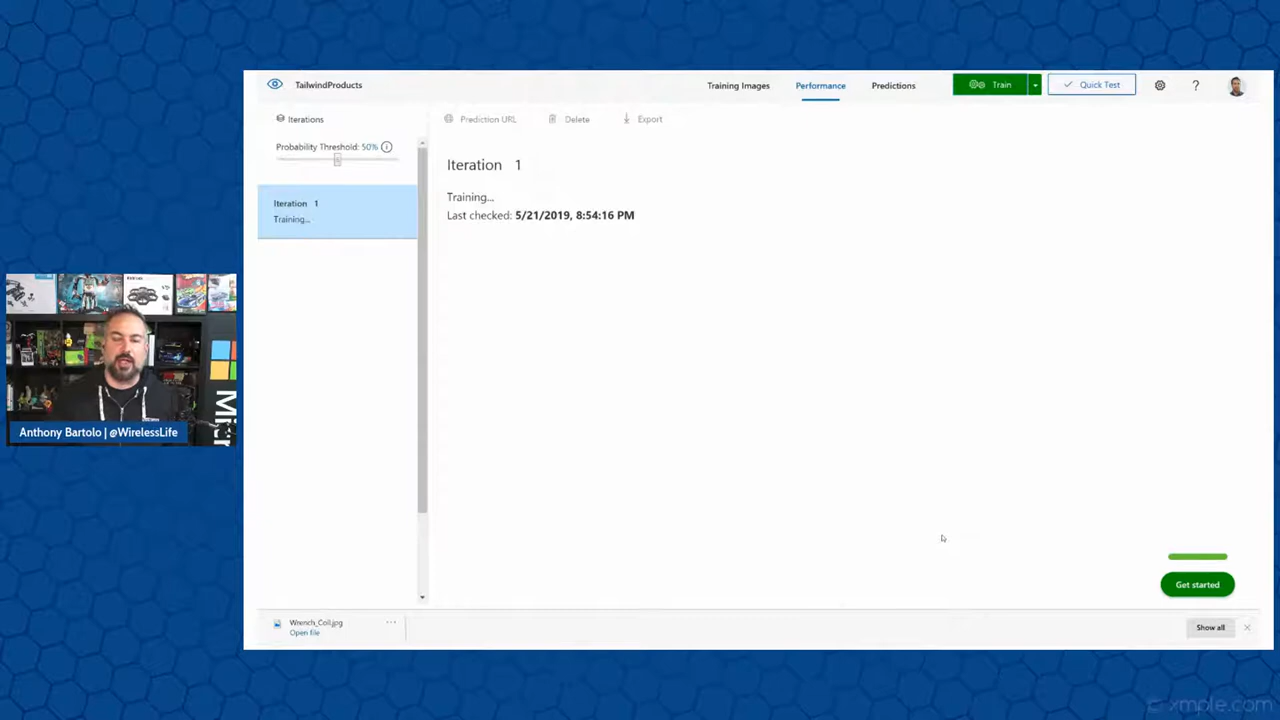 TailwindProducts
Training Images
Performance
Predictions
Train
Quick Test
?
Iterations
Prediction URL
Delete
Export
Probability Threshold: 50%
Iteration 1
Training...
Iteration 1
Training...
Last checked: 5/21/2019, 8:54:16 PM
Anthony Bartolo | @WirelessLife
Get started
Wrench_Coil.jpg
Open file
Show all